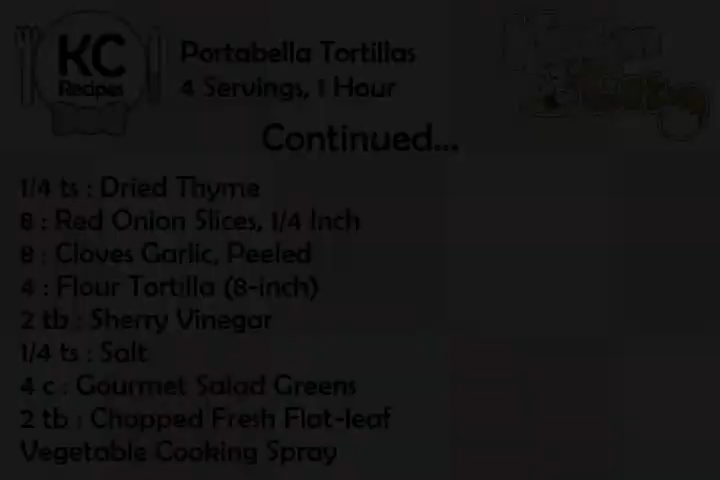 KC
Recipes
Portabella Tortillas
4 Servings, 1 Hour
Continued...
1/4 ts : Dried Thyme
8 : Red Onion Slices, 1/4 Inch
8 : Cloves Garlic, Peeled
4 : Flour Tortilla (8-inch)
2 tb : Sherry Vinegar
1/4 ts : Salt
4 c : Gourmet Salad Greens
2 tb : Chopped Fresh Flat-leaf
Vegetable Cooking Spray